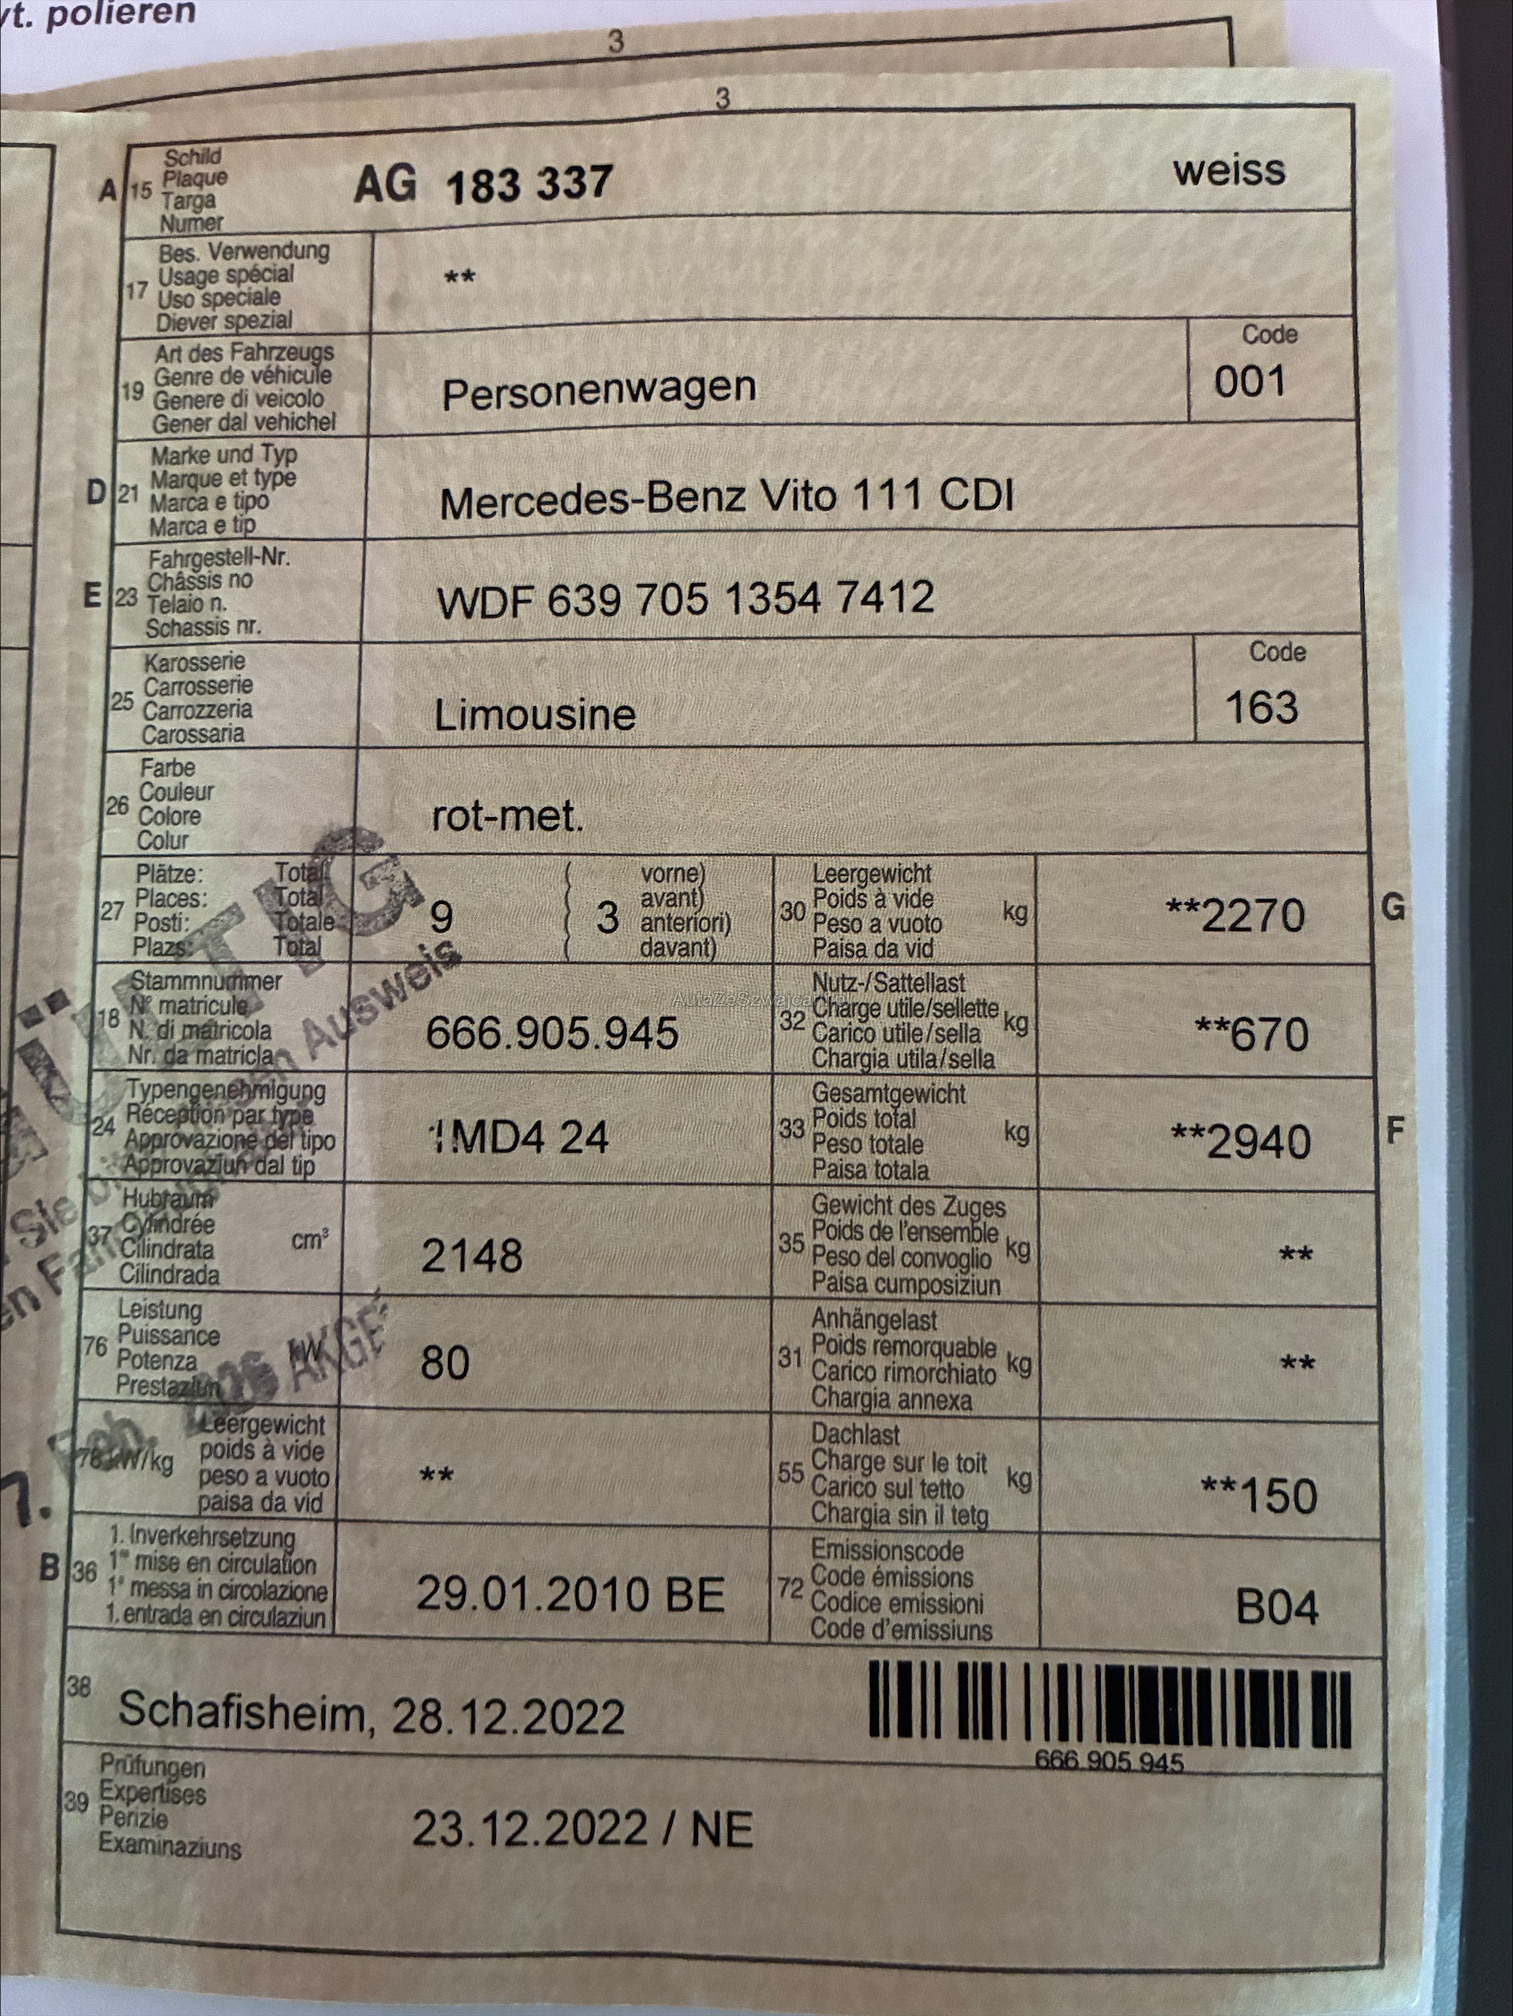 vt. polieren
3
3
A 15 Schild
Plaque
Targa
Numer
AG 183 337 weiss
17 Bes. Verwendung
Usage spécial
Uso speciale
Diever spezial
**
19 Art des Fahrzeugs
Genre de véhicule
Genere di veicolo
Gener dal vehichel
Personenwagen
Code
001
D 21 Marke und Typ
Marque et type
Marca e tipo
Marca e tip
Mercedes-Benz Vito 111 CDI
E 23 Fahrgestell-Nr.
Châssis no
Telaio n.
Schassis nr.
WDF 639 705 1354 7412
25 Karosserie
Carrosserie
Carrozzeria
Carossaria
Limousine
Code
163
26 Farbe
Couleur
Colore
Colur
rot-met.
27 Plätze: Total
Places: Total
Posti: Totale
Plazs: Total
9 ( 3 vorne)
( avant)
( anteriori)
( davant)
30 Leergewicht
Poids à vide
Peso a vuoto
Paisa da vid
kg
**2270
G
18 Stammnummer
N° matricule
N. di matricola
Nr. da matricla
666.905.945
32 Nutz-/Sattellast
Charge utile/sellette
Carico utile/sella
Chargia utila/sella
kg
**670
24 Typengenehmigung
Réception par type
Approvazione del tipo
Approvaziun dal tip
1MD4 24
33 Gesamtgewicht
Poids total
Peso totale
Paisa totala
kg
**2940
F
37 Hubraum
Cylindrée
Cilindrata
Cilindrada
cm³
2148
35 Gewicht des Zuges
Poids de l'ensemble
Peso del convoglio
Paisa cumposiziun
kg
**
76 Leistung
Puissance
Potenza
Prestaziun
kW
80
31 Anhängelast
Poids remorquable
Carico rimorchiato
Chargia annexa
kg
**
78 kW/kg Leergewicht
poids à vide
peso a vuoto
paisa da vid
**
55 Dachlast
Charge sur le toit
Carico sul tetto
Chargia sin il tetg
kg
**150
B 36 1. Inverkehrsetzung
1re mise en circulation
1a messa in circolazione
1. entrada en circulaziun
29.01.2010 BE
72 Emissionscode
Code émissions
Codice emissioni
Code d'emissiuns
B04
38 Schafisheim, 28.12.2022
666.905.945
39 Prüfungen
Expertises
Perizie
Examinaziuns
23.12.2022 / NE
Ausweis